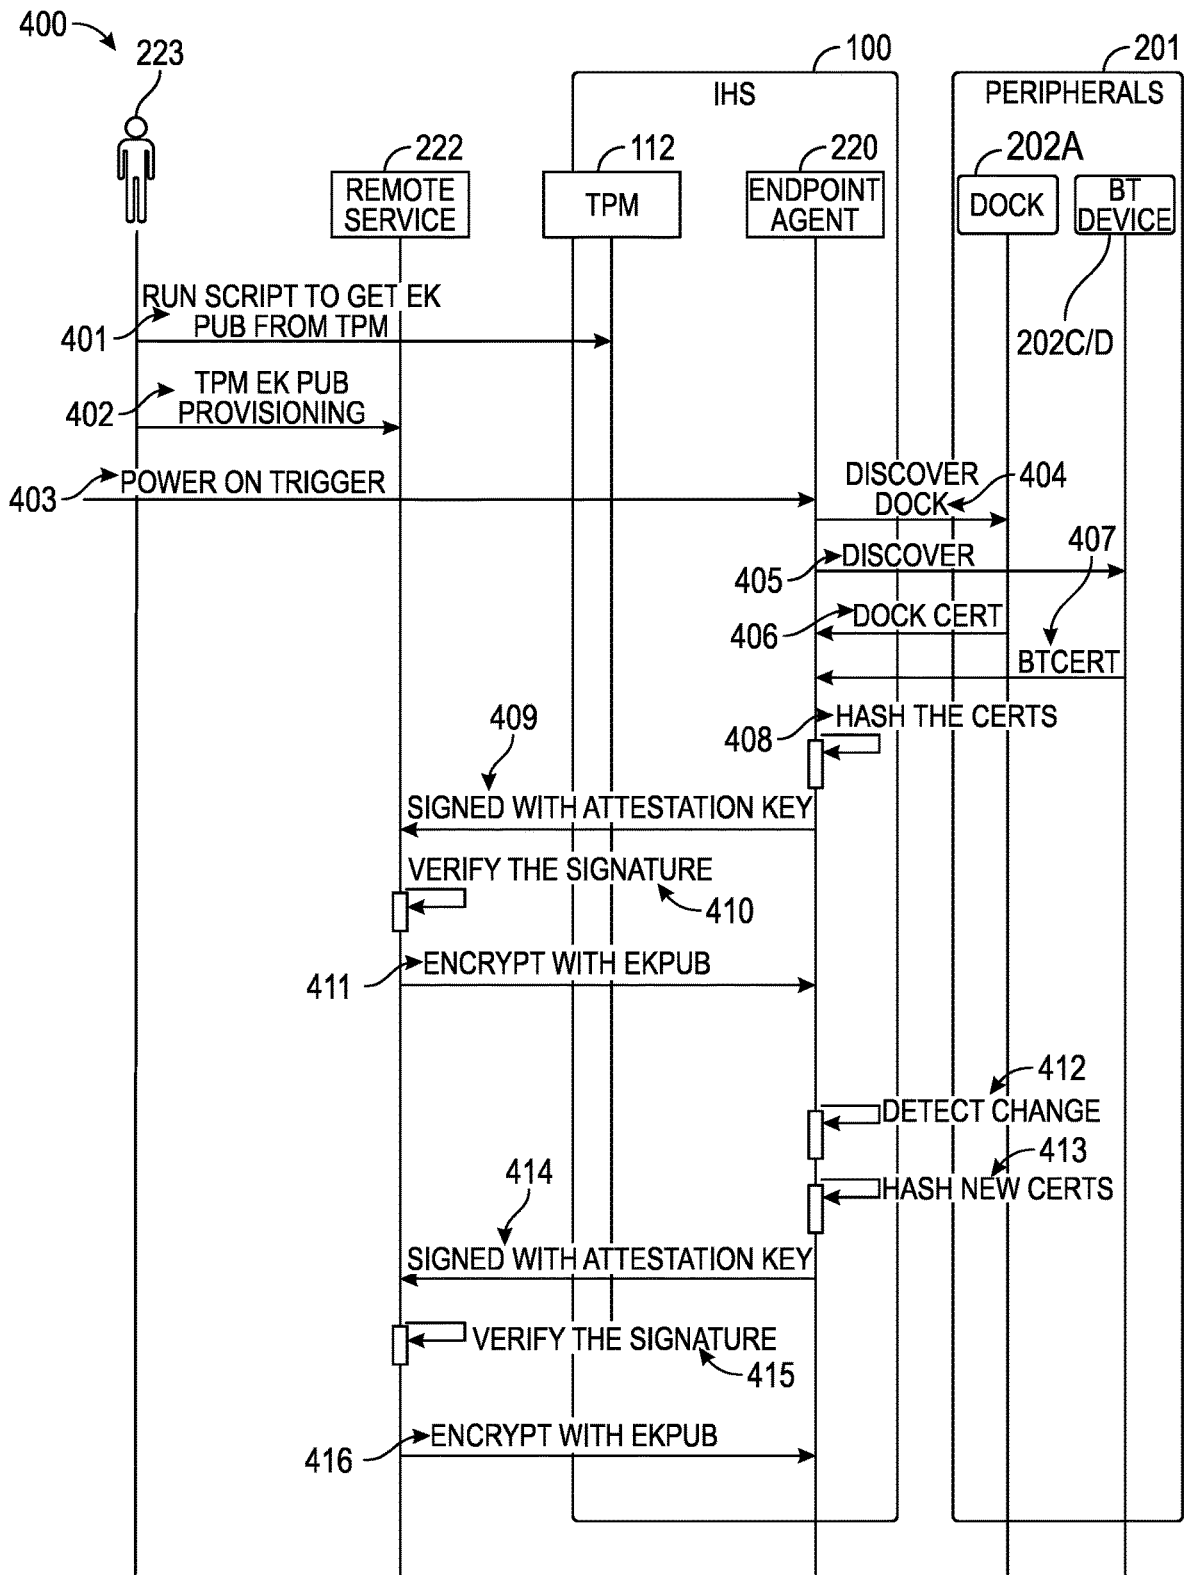 400
223
100
201
IHS
PERIPHERALS
222
112
220
202A
REMOTE
SERVICE
TPM
ENDPOINT
AGENT
DOCK
BT
DEVICE
RUN SCRIPT TO GET EK
PUB FROM TPM
401
202C/D
TPM EK PUB
PROVISIONING
402
POWER ON TRIGGER
403
DISCOVER
DOCK
404
407
DISCOVER
405
DOCK CERT
406
BTCERT
HASH THE CERTS
408
409
SIGNED WITH ATTESTATION KEY
VERIFY THE SIGNATURE
410
ENCRYPT WITH EKPUB
411
412
DETECT CHANGE
413
HASH NEW CERTS
414
SIGNED WITH ATTESTATION KEY
VERIFY THE SIGNATURE
415
ENCRYPT WITH EKPUB
416